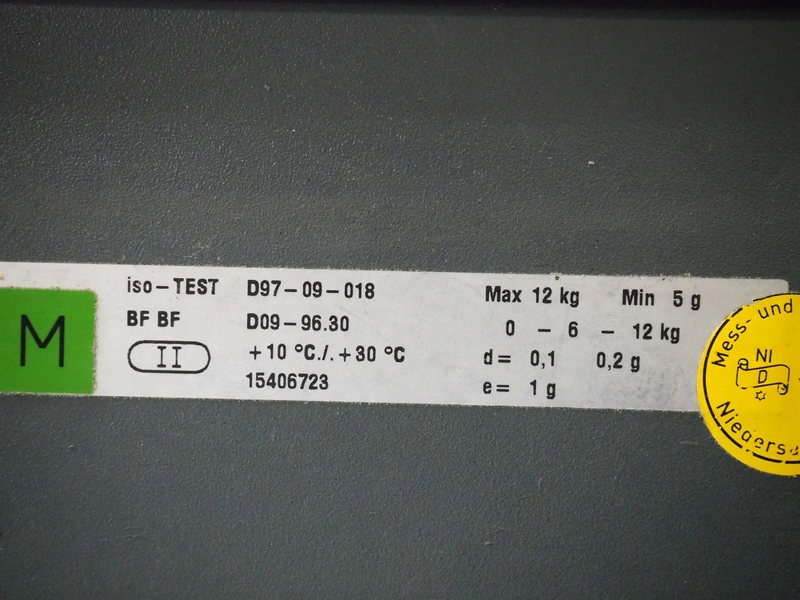 M
iso-TEST D97-09-018
BF BF D09-96.30
II +10 °C./.+30 °C
15406723
Max 12 kg Min 5 g
0 - 6 - 12 kg
d= 0,1 0,2 g
e= 1 g
Mess- und
NI
D